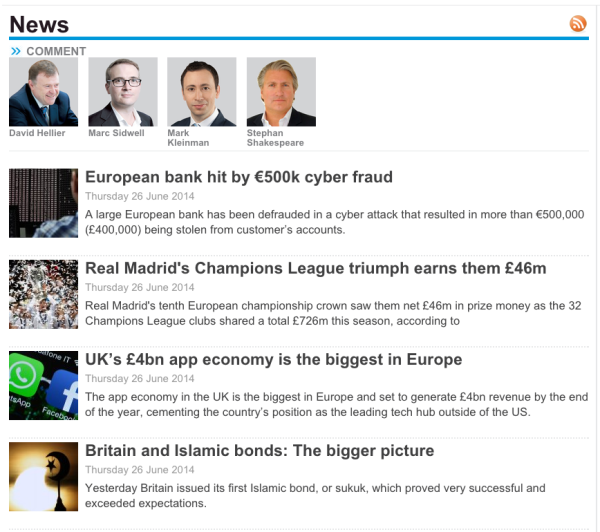 News
» COMMENT
David Hellier
Marc Sidwell
Mark
Kleinman
Stephan
Shakespeare
European bank hit by €500k cyber fraud
Thursday 26 June 2014
A large European bank has been defrauded in a cyber attack that resulted in more than €500,000
(£400,000) being stolen from customer’s accounts.
Real Madrid's Champions League triumph earns them £46m
Thursday 26 June 2014
Real Madrid's tenth European championship crown saw them net £46m in prize money as the 32
Champions League clubs shared a total £726m this season, according to
UK’s £4bn app economy is the biggest in Europe
Thursday 26 June 2014
The app economy in the UK is the biggest in Europe and set to generate £4bn revenue by the end
of the year, cementing the country’s position as the leading tech hub outside of the US.
vodafone IT
WhatsApp
Facebook
Britain and Islamic bonds: The bigger picture
Thursday 26 June 2014
Yesterday Britain issued its first Islamic bond, or sukuk, which proved very successful and
exceeded expectations.